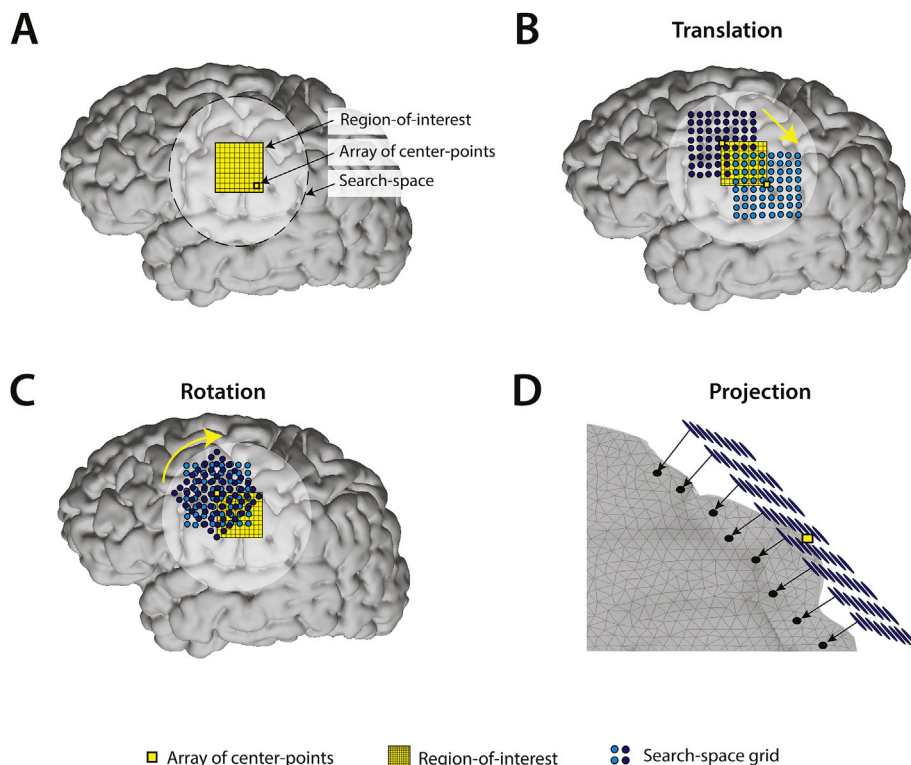 A
Region-of-interest
Array of center-points
Search-space
B
Translation
C
Rotation
D
Projection
Array of center-points
Region-of-interest
Search-space grid